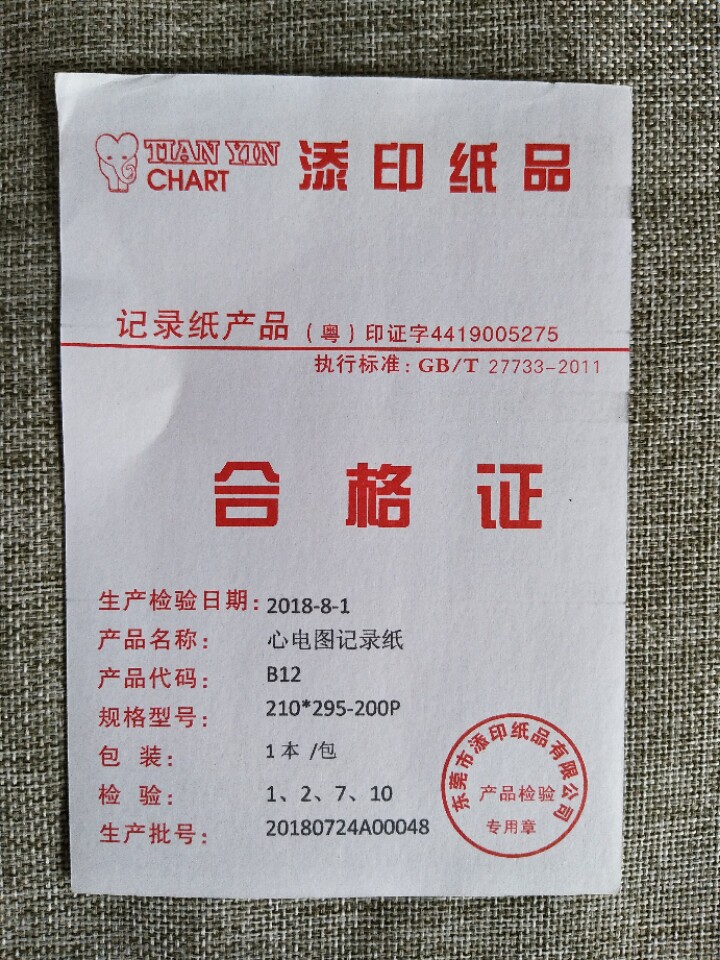 TIAN YIN
CHART
添印纸品
记录纸产品 (粤) 印证字4419005275
执行标准: GB/T 27733-2011
合格证
生产检验日期: 2018-8-1
产品名称: 心电图记录纸
产品代码: B12
规格型号: 210*295-200P
包 装: 1 本 /包
检 验: 1、2、7、10
生产批号: 20180724A00048
东莞市添印纸品有限公司
产品检验
专用章